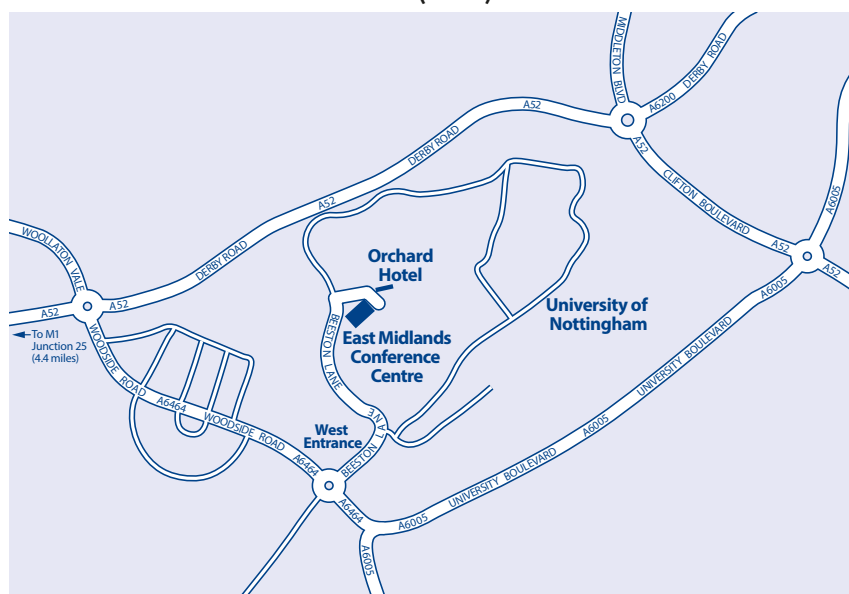 MIDDLETON BLVD
A6200 DERBY ROAD
A52
DERBY ROAD
A52
A52
CLIFTON BOULEVARD
A52
A6005
A52
A6005
WOOLLATON VALE
DERBY ROAD
A52
A52
To M1
Junction 25
(4.4 miles)
Orchard
Hotel
East Midlands
Conference
Centre
University of
Nottingham
BEESTON LANE
WOODSIDE ROAD
A6464
WOODSIDE ROAD
A6464
West
Entrance
BEESTON LANE
A6464
A6005
UNIVERSITY BOULEVARD
A6005
UNIVERSITY BOULEVARD
A6005